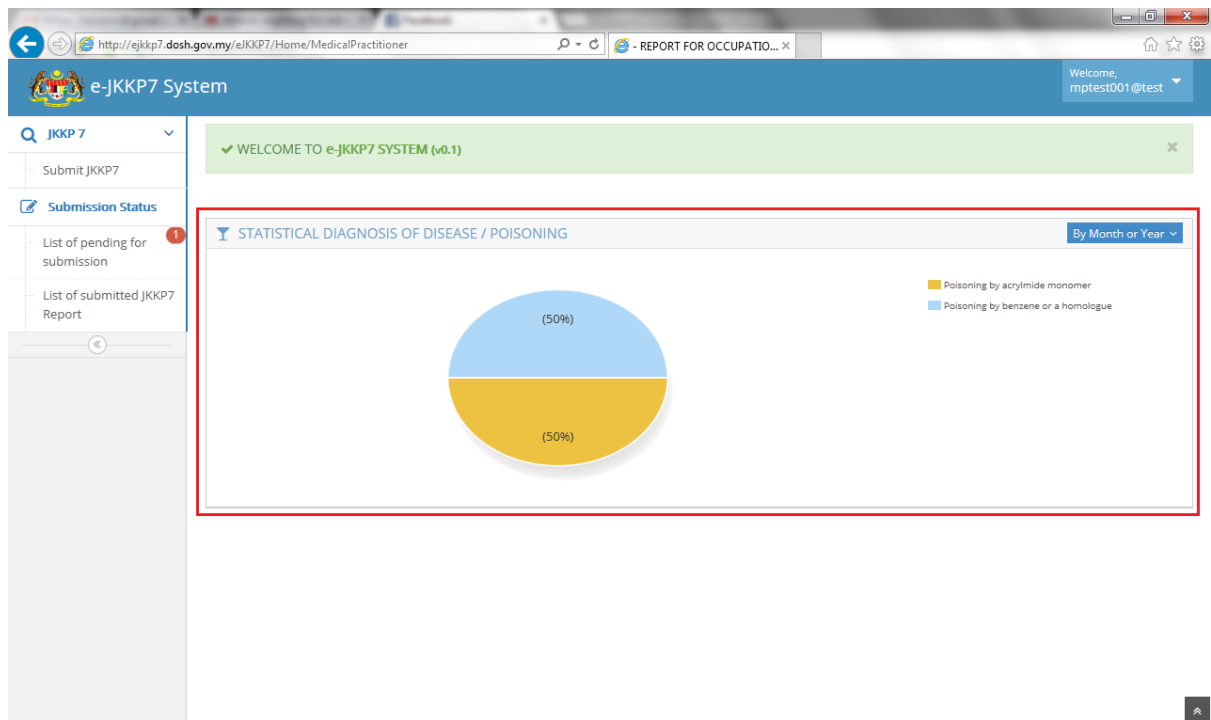 Facebook
http://ejkkp7.dosh.gov.my/eJKKP7/Home/MedicalPractitioner
- REPORT FOR OCCUPATIO...
e-JKKP7 System
Welcome,
mptest001@test
JKKP 7
Submit JKKP7
Submission Status
List of pending for
submission
1
List of submitted JKKP7
Report
WELCOME TO e-JKKP7 SYSTEM (v0.1)
STATISTICAL DIAGNOSIS OF DISEASE / POISONING
By Month or Year
(50%)
(50%)
Poisoning by acrylmide monomer
Poisoning by benzene or a homologue